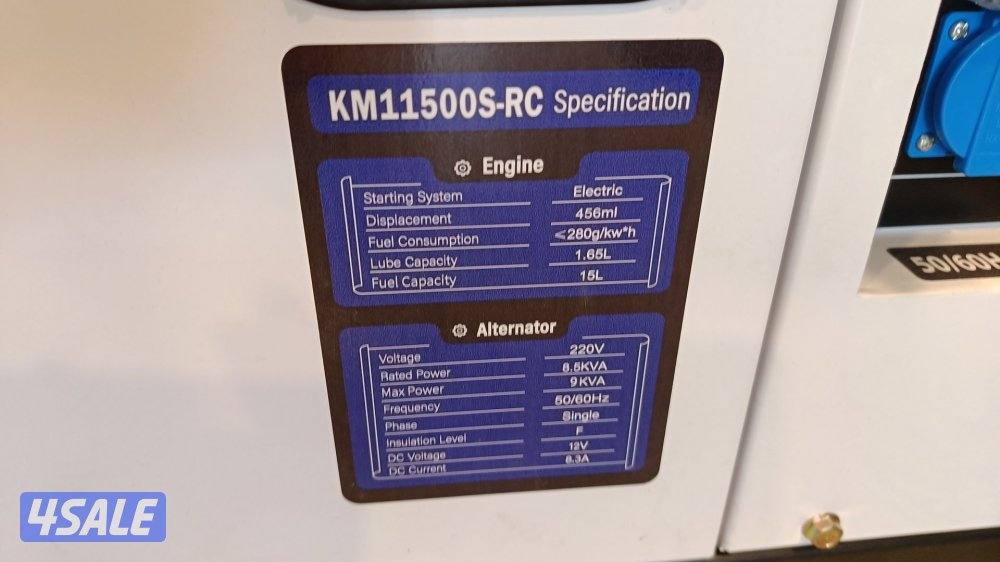 KM11500S-RC Specification
Engine
Starting System Electric
Displacement 456ml
Fuel Consumption ≤280g/kw*h
Lube Capacity 1.65L
Fuel Capacity 15L
Alternator
Voltage 220V
Rated Power 8.5KVA
Max Power 9KVA
Frequency 50/60Hz
Phase Single
Insulation Level F
DC Voltage 12V
DC Current 8.3A
50/60H
4SALE